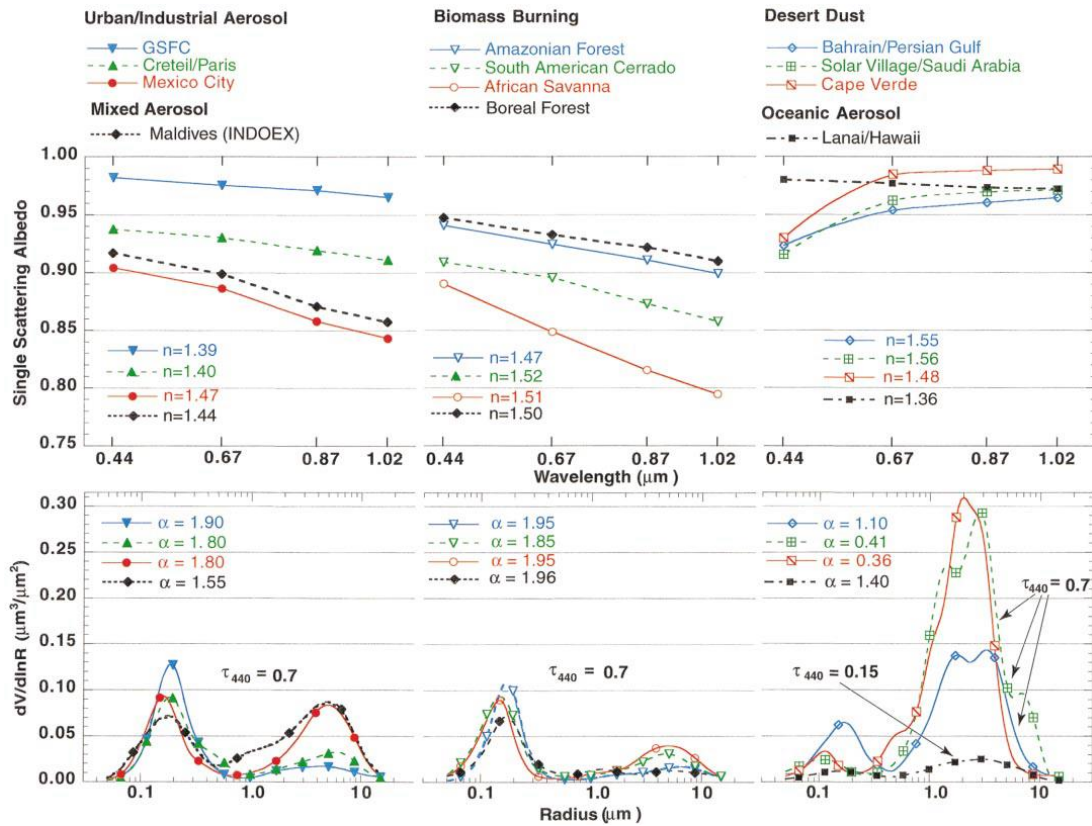 Urban/Industrial Aerosol
GSFC
Creteil/Paris
Mexico City
Mixed Aerosol
Maldives (INDOEX)
Biomass Burning
Amazonian Forest
South American Cerrado
African Savanna
Boreal Forest
Desert Dust
Bahrain/Persian Gulf
Solar Village/Saudi Arabia
Cape Verde
Oceanic Aerosol
Lanai/Hawaii
Single Scattering Albedo
1.00
0.95
0.90
0.85
0.80
0.75
n=1.39
n=1.40
n=1.47
n=1.44
0.44 0.67 0.87 1.02
n=1.47
n=1.52
n=1.51
n=1.50
0.44 0.67 0.87 1.02
n=1.55
n=1.56
n=1.48
n=1.36
0.44 0.67 0.87 1.02
Wavelength (μm)
dV/dlnR (μm³/μm²)
0.30
0.25
0.20
0.15
0.10
0.05
0.00
α = 1.90
α = 1.80
α = 1.80
α = 1.55
τ440 = 0.7
0.1 1.0 10
α = 1.95
α = 1.85
α = 1.95
α = 1.96
τ440 = 0.7
0.1 1.0 10
α = 1.10
α = 0.41
α = 0.36
α = 1.40
τ440 = 0.7
τ440 = 0.15
0.1 1.0 10
Radius (μm)